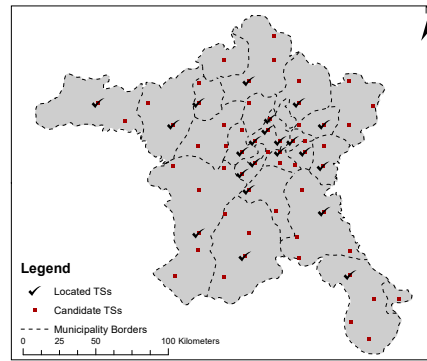 Legend
Located TSs
Candidate TSs
Municipality Borders
0 25 50 100 Kilometers